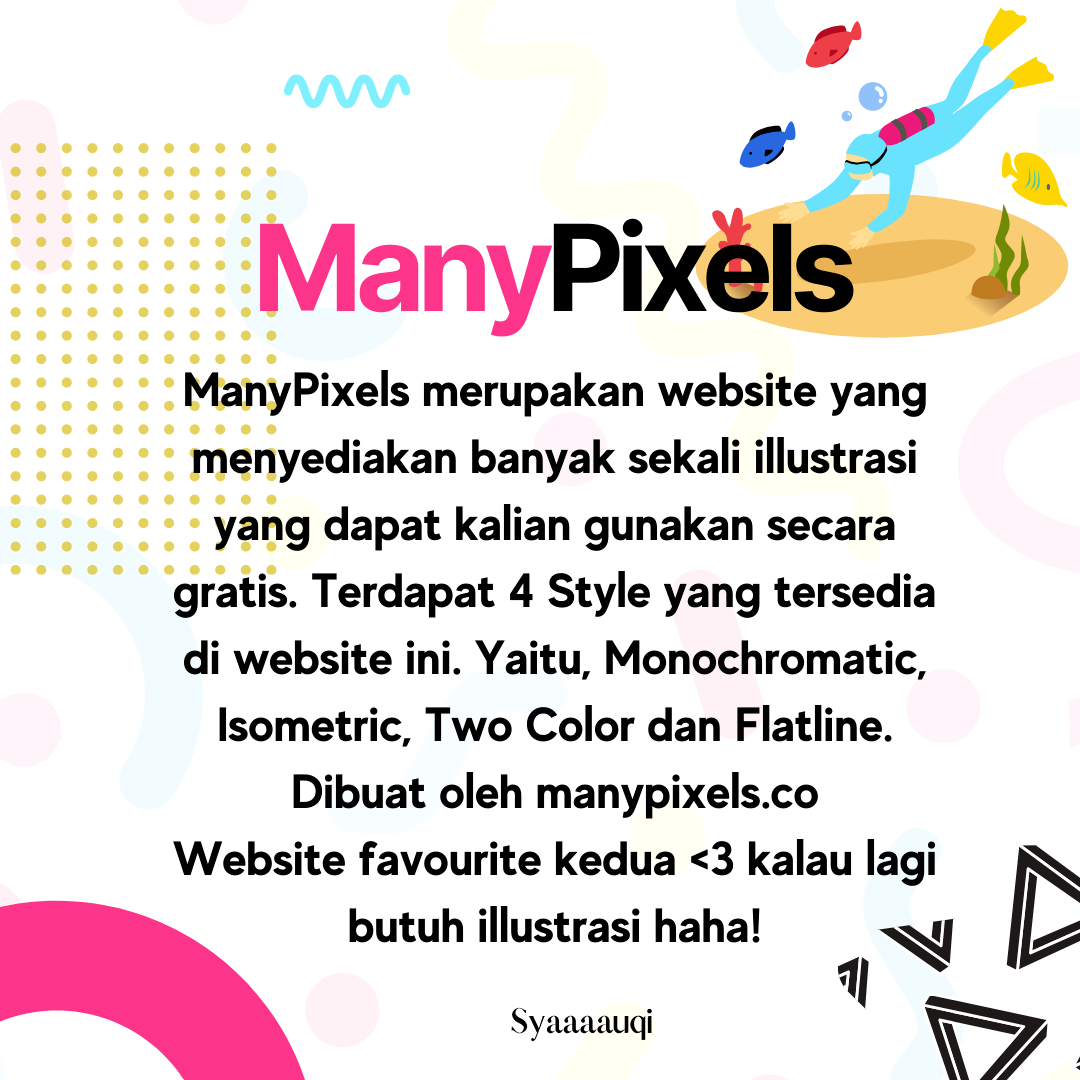 ManyPixels
ManyPixels merupakan website yang
menyediakan banyak sekali illustrasi
yang dapat kalian gunakan secara
gratis. Terdapat 4 Style yang tersedia
di website ini. Yaitu, Monochromatic,
Isometric, Two Color dan Flatline.
Dibuat oleh manypixels.co
Website favourite kedua <3 kalau lagi
butuh illustrasi haha!
Syaaaauqi